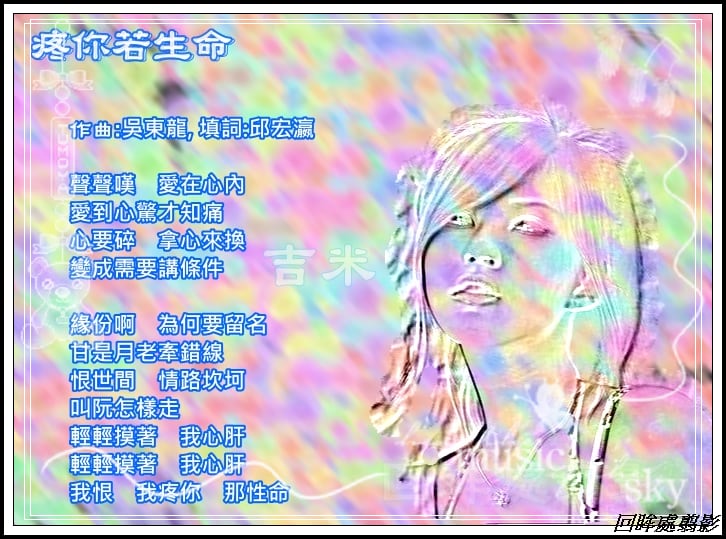 疼你若生命
作曲:吳東龍, 填詞:邱宏瀛
聲聲嘆　愛在心內
愛到心驚才知痛
心要碎　拿心來換
變成需要講條件
吉米
緣份啊　為何要留名
甘是月老牽錯線
恨世間　情路坎坷
叫阮怎樣走
輕輕摸著　我心肝
輕輕摸著　我心肝
我恨　我疼你　那性命
music
sky
回眸處翦影